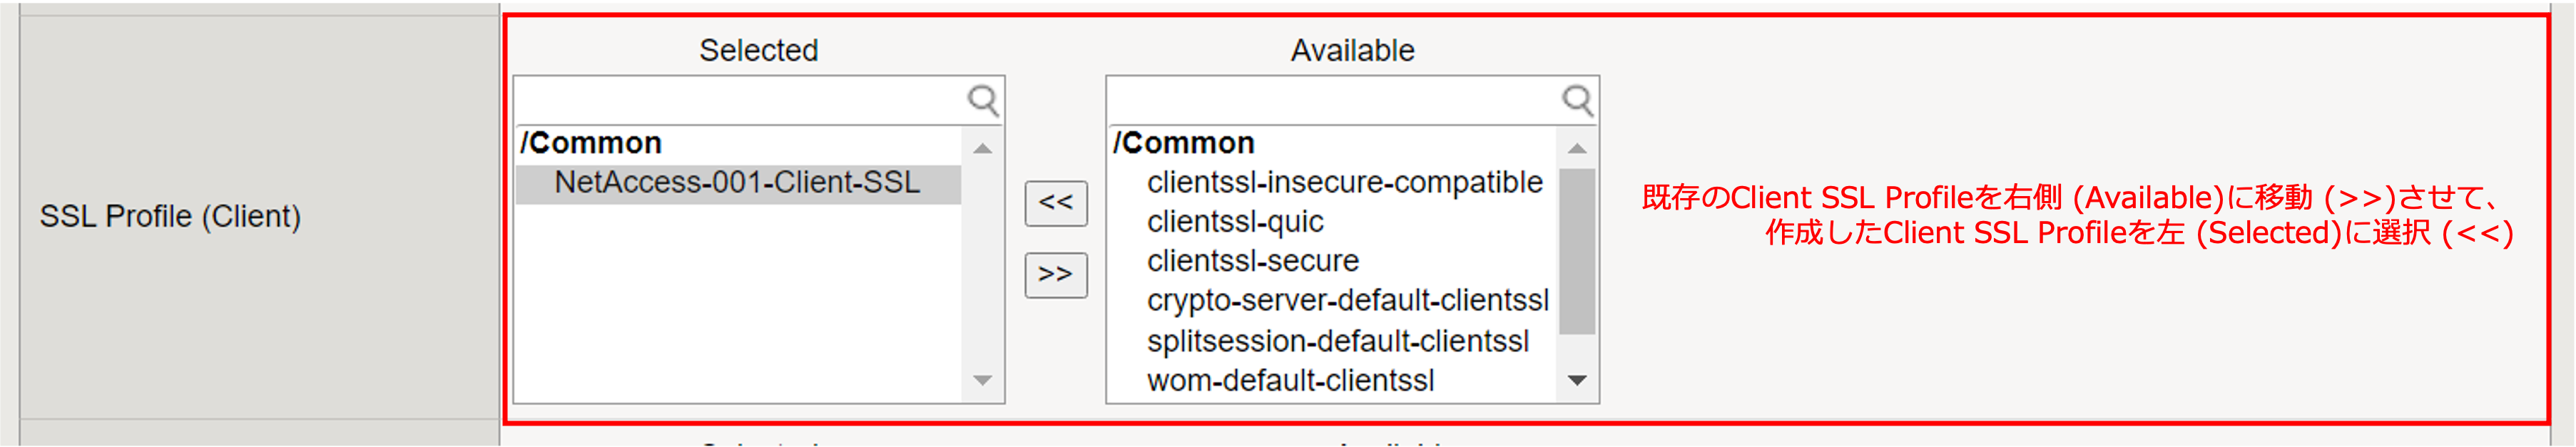 Selected
Available
/Common
NetAccess-001-Client-SSL
SSL Profile (Client)
<<
>>
/Common
clientssl-insecure-compatible
clientssl-quic
clientssl-secure
crypto-server-default-clientssl
splitsession-default-clientssl
wom-default-clientssl
既存のClient SSL Profileを右側 (Available)に移動 (>>)させて、
作成したClient SSL Profileを左 (Selected)に選択 (<<)